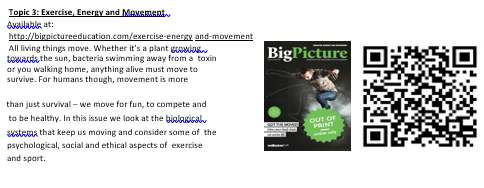 Topic 3: Exercise, Energy and Movement
Available at:
http://bigpictureeducation.com/exercise-energy and-movement
All living things move. Whether it's a plant growing
towards the sun, bacteria swimming away from a toxin
or you walking home, anything alive must move to
survive. For humans though, movement is more
than just survival – we move for fun, to compete and
to be healthy. In this issue we look at the biological
systems that keep us moving and consider some of the
psychological, social and ethical aspects of exercise
and sport.
BigPicture
OUT OF
PRINT
GOT THE MOVES?